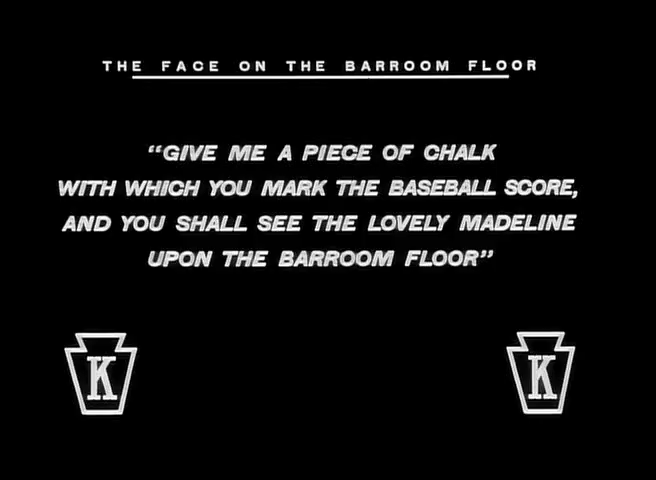 THE FACE ON THE BARROOM FLOOR
"GIVE ME A PIECE OF CHALK
WITH WHICH YOU MARK THE BASEBALL SCORE,
AND YOU SHALL SEE THE LOVELY MADELINE
UPON THE BARROOM FLOOR"
K K